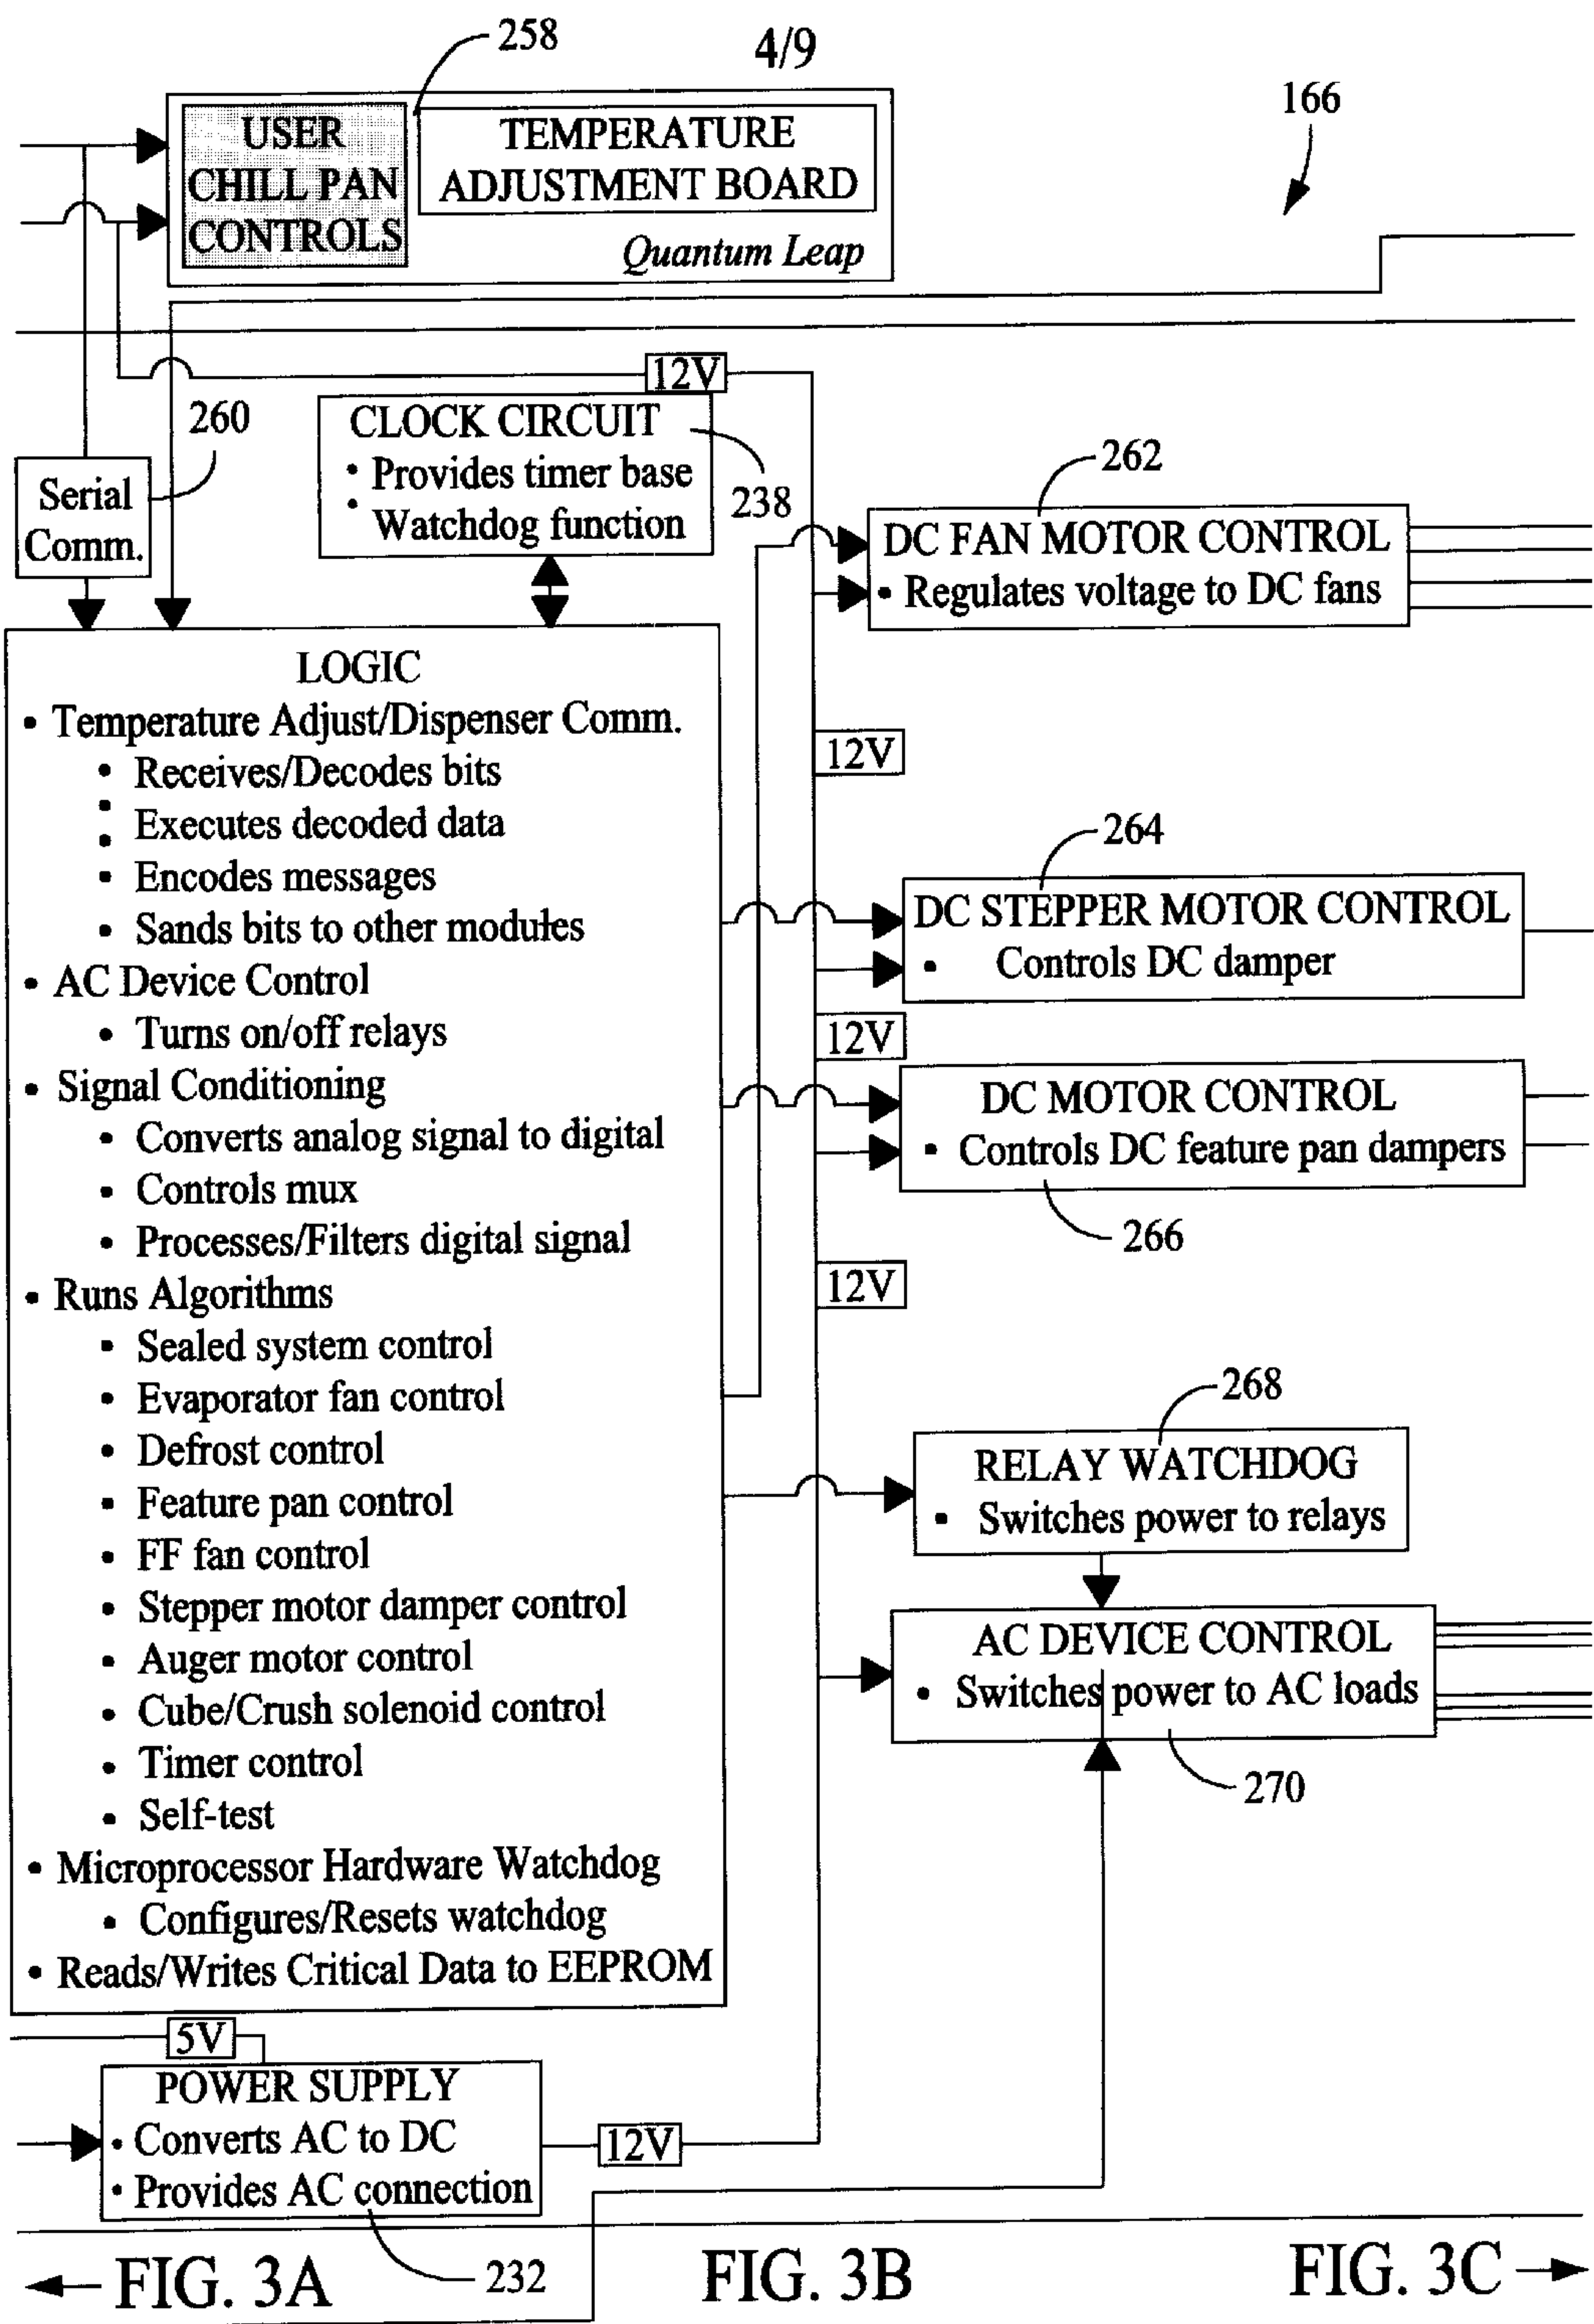 258
4/9
166
USER
CHILL PAN
CONTROLS
TEMPERATURE
ADJUSTMENT BOARD
Quantum Leap
12V
260
CLOCK CIRCUIT
• Provides timer base
• Watchdog function
238
Serial
Comm.
262
DC FAN MOTOR CONTROL
• Regulates voltage to DC fans
LOGIC
• Temperature Adjust/Dispenser Comm.
• Receives/Decodes bits
• Executes decoded data
• Encodes messages
• Sands bits to other modules
• AC Device Control
• Turns on/off relays
• Signal Conditioning
• Converts analog signal to digital
• Controls mux
• Processes/Filters digital signal
• Runs Algorithms
• Sealed system control
• Evaporator fan control
• Defrost control
• Feature pan control
• FF fan control
• Stepper motor damper control
• Auger motor control
• Cube/Crush solenoid control
• Timer control
• Self-test
• Microprocessor Hardware Watchdog
• Configures/Resets watchdog
• Reads/Writes Critical Data to EEPROM
12V
264
DC STEPPER MOTOR CONTROL
• Controls DC damper
12V
DC MOTOR CONTROL
• Controls DC feature pan dampers
266
12V
268
RELAY WATCHDOG
• Switches power to relays
AC DEVICE CONTROL
• Switches power to AC loads
270
5V
POWER SUPPLY
• Converts AC to DC
• Provides AC connection
12V
232
FIG. 3A
FIG. 3B
FIG. 3C